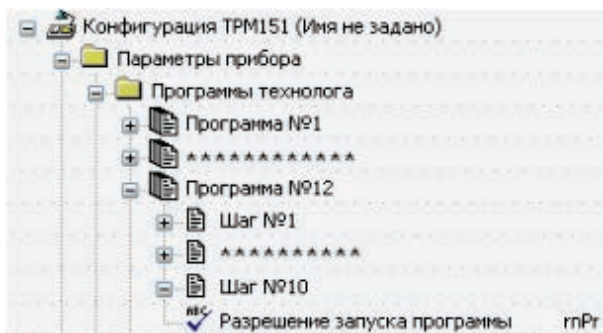 Конфигурация ТРМ151 (Имя не задано)
Параметры прибора
Программы технолога
Программа №1
* * * * * * * * * * * *
Программа №12
Шаг №1
* * * * * * * * * *
Шаг №10
ABC Разрешение запуска программы rnPr